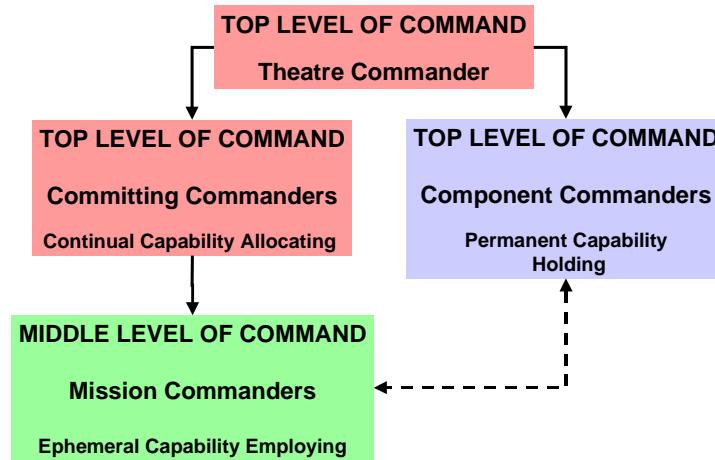 TOP LEVEL OF COMMAND
Theatre Commander
TOP LEVEL OF COMMAND
Committing Commanders
Continual Capability Allocating
TOP LEVEL OF COMMAND
Component Commanders
Permanent Capability
Holding
MIDDLE LEVEL OF COMMAND
Mission Commanders
Ephemeral Capability Employing